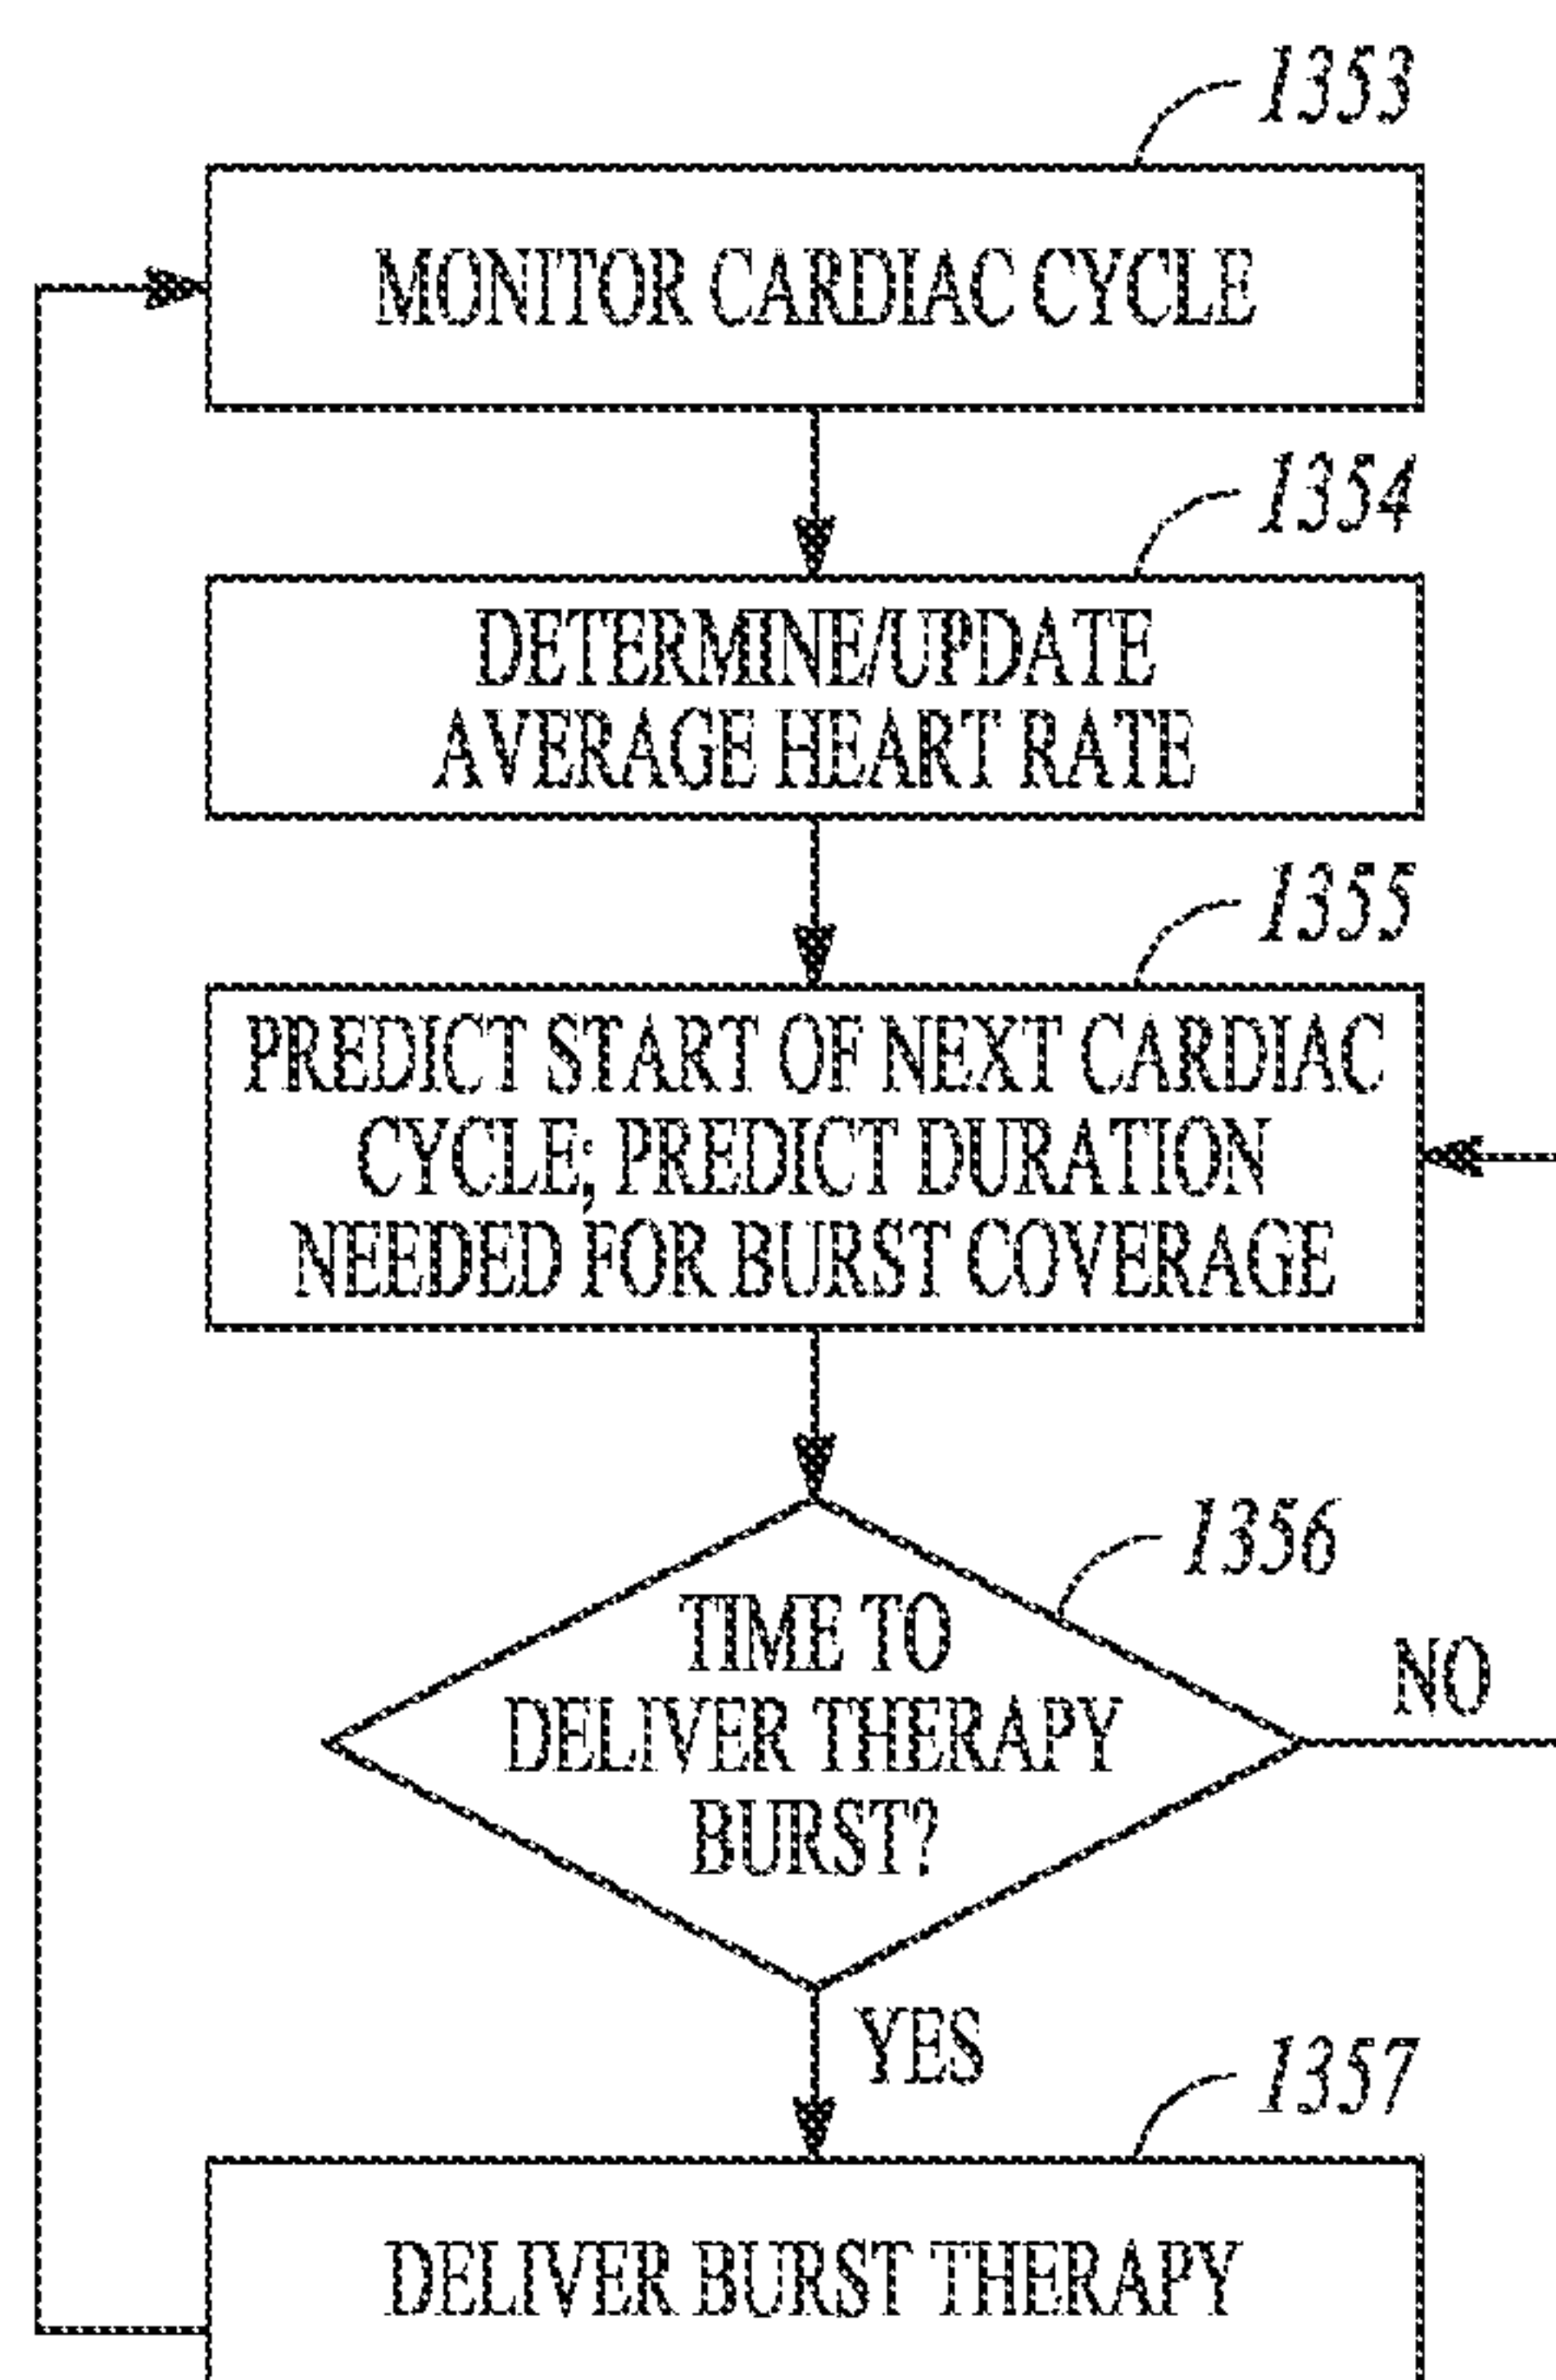 1353
MONITOR CARDIAC CYCLE
1354
DETERMINE/UPDATE
AVERAGE HEART RATE
1355
PREDICT START OF NEXT CARDIAC
CYCLE; PREDICT DURATION
NEEDED FOR BURST COVERAGE
1356
TIME TO
DELIVER THERAPY
BURST?
NO
YES
1357
DELIVER BURST THERAPY